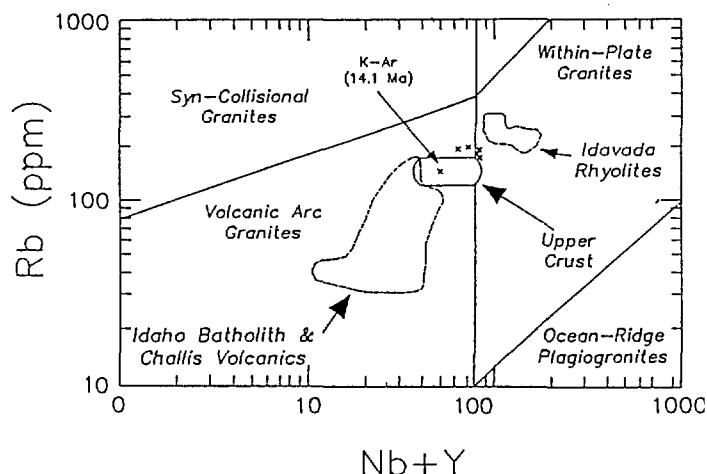 1000
K-Ar
(14.1 Ma)
Within-Plate
Granites
Syn-Collisional
Granites
Idavada
Rhyolites
Rb (ppm)
100
Volcanic Arc
Granites
Upper
Crust
Idaho Batholith &
Challis Volcanics
Ocean-Ridge
Plagiogronites
10
0
10
100
1000
Nb+Y